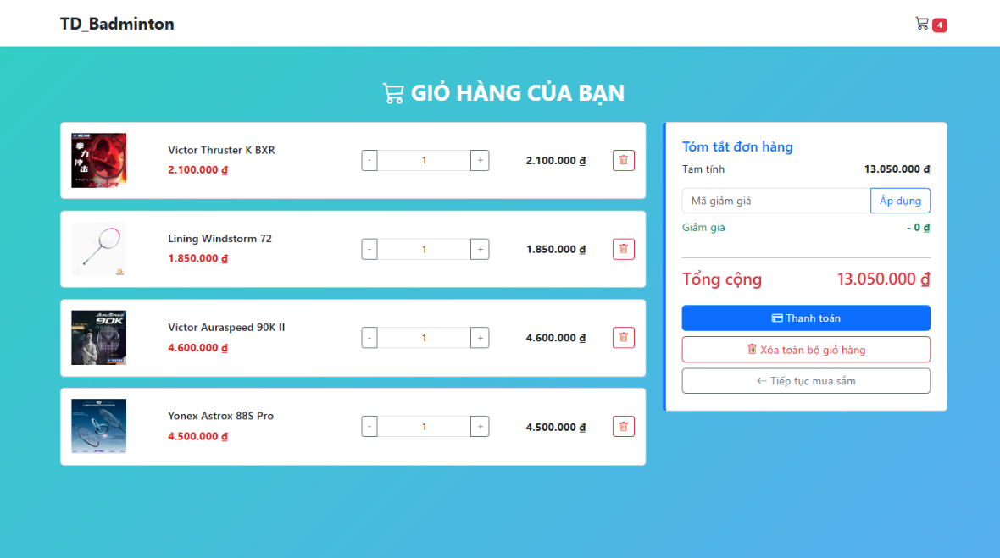 TD_Badminton
4
GIỎ HÀNG CỦA BẠN
Victor Thruster K BXR
2.100.000 ₫
- 1 +
2.100.000 ₫
Lining Windstorm 72
1.850.000 ₫
- 1 +
1.850.000 ₫
90K
Victor Auraspeed 90K II
4.600.000 ₫
- 1 +
4.600.000 ₫
Yonex Astrox 88S Pro
4.500.000 ₫
- 1 +
4.500.000 ₫
Tóm tắt đơn hàng
Tạm tính 13.050.000 ₫
Mã giảm giá Áp dụng
Giảm giá - 0 ₫
Tổng cộng 13.050.000 ₫
Thanh toán
Xóa toàn bộ giỏ hàng
← Tiếp tục mua sắm